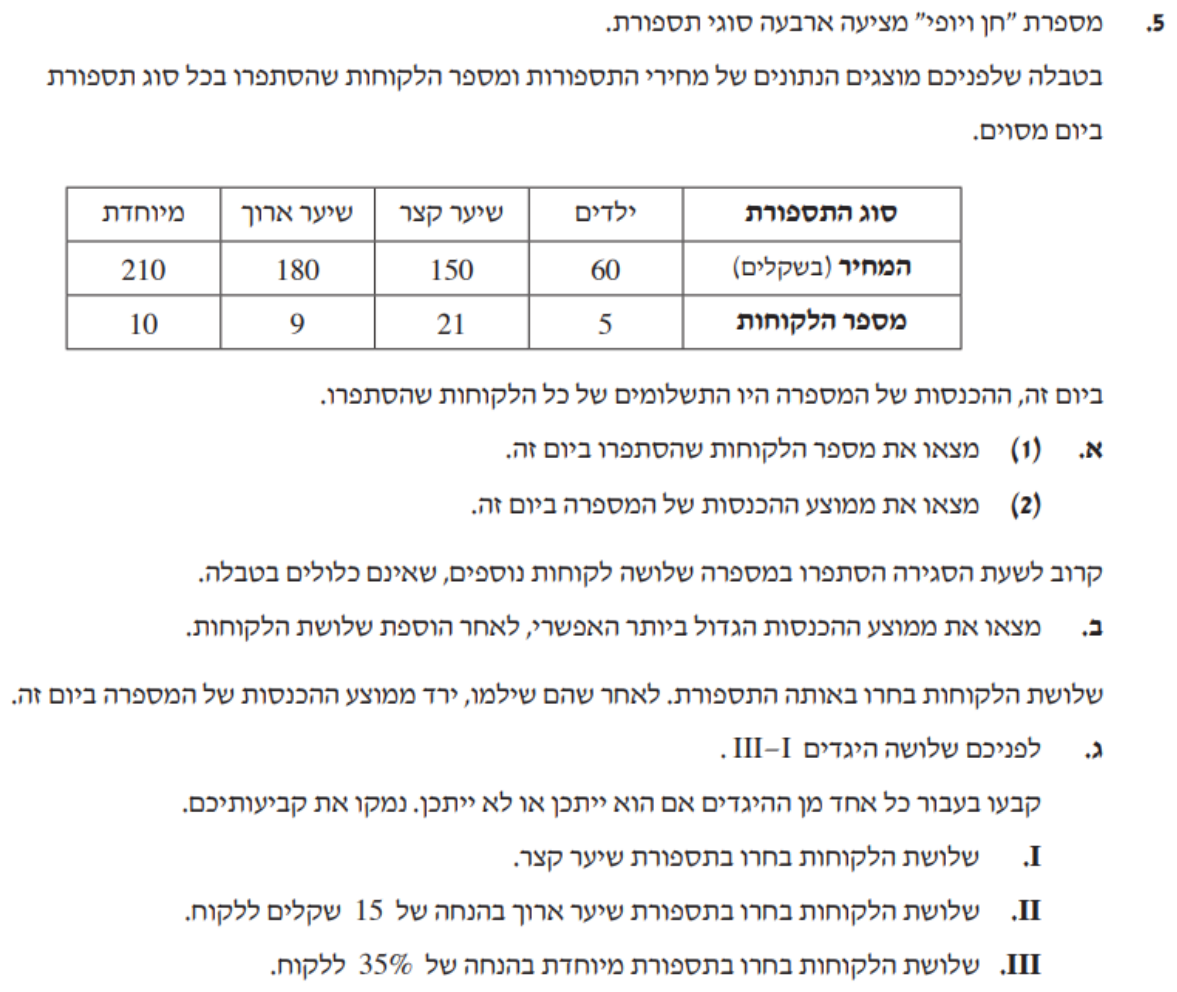 5. מספרת "חן ויופי" מציעה ארבעה סוגי תספורת.
בטבלה שלפניכם מוצגים הנתונים של מחירי התספורות ומספר הלקוחות שהסתפרו בכל סוג תספורת
ביום מסוים.
סוג התספורת ילדים שיער קצר שיער ארוך מיוחדת
המחיר (בשקלים) 60 150 180 210
מספר הלקוחות 5 21 9 10
ביום זה, ההכנסות של המספרה היו התשלומים של כל הלקוחות שהסתפרו.
א. (1) מצאו את מספר הלקוחות שהסתפרו ביום זה.
(2) מצאו את ממוצע ההכנסות של המספרה ביום זה.
קרוב לשעת הסגירה הסתפרו במספרה שלושה לקוחות נוספים, שאינם כלולים בטבלה.
ב. מצאו את ממוצע ההכנסות הגדול ביותר האפשרי, לאחר הוספת שלושת הלקוחות.
שלושת הלקוחות בחרו באותה התספורת. לאחר שהם שילמו, ירד ממוצע ההכנסות של המספרה ביום זה.
ג. לפניכם שלושה היגדים I–III .
קבעו בעבור כל אחד מן ההיגדים אם הוא ייתכן או לא ייתכן. נמקו את קביעותיכם.
I. שלושת הלקוחות בחרו בתספורת שיער קצר.
II. שלושת הלקוחות בחרו בתספורת שיער ארוך בהנחה של 15 שקלים ללקוח.
III. שלושת הלקוחות בחרו בתספורת מיוחדת בהנחה של 35% ללקוח.